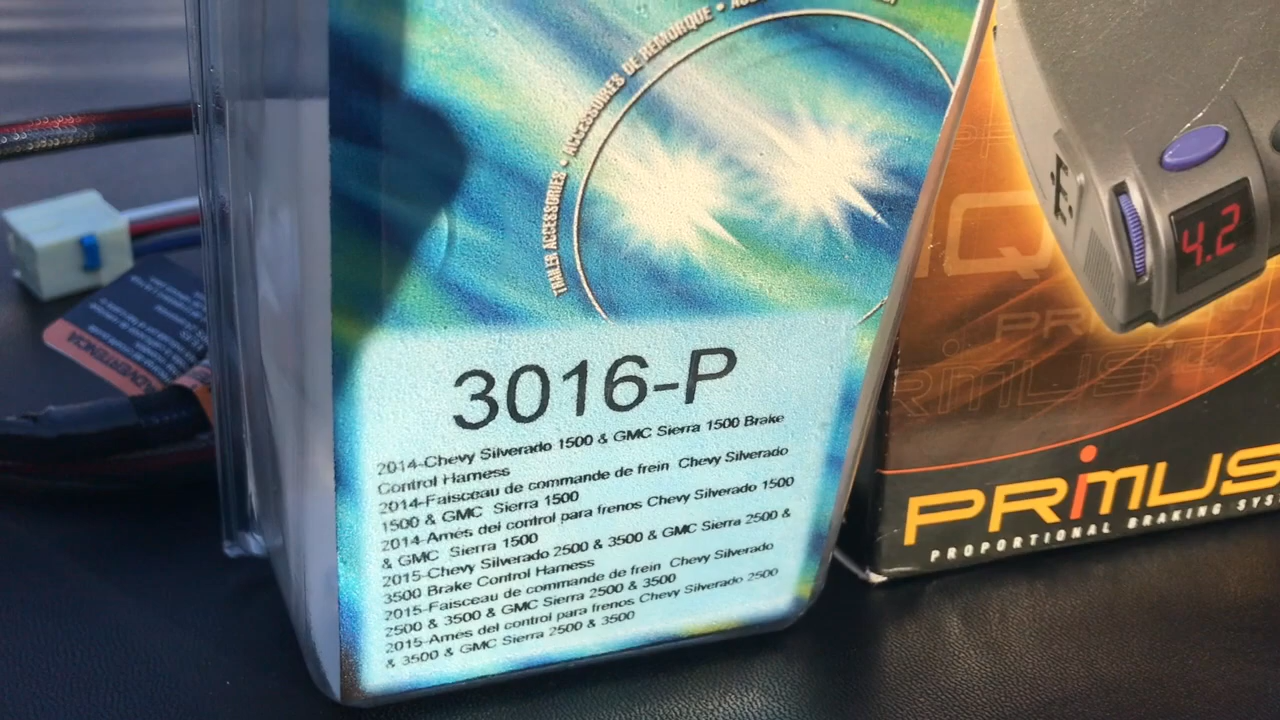 TRAILER ACCESSORIES • ACCESSOIRES DE REMORQUE •
3016-P
2014-Chevy Silverado 1500 & GMC Sierra 1500 Brake
Control Harness
2014-Faisceau de commande de frein Chevy Silverado
1500 & GMC Sierra 1500
2014-Arnés del control para frenos Chevy Silverado 1500
& GMC Sierra 1500
2015-Chevy Silverado 2500 & 3500 & GMC Sierra 2500 &
3500 Brake Control Harness
2015-Faisceau de commande de frein Chevy Silverado
2500 & 3500 & GMC Sierra 2500 & 3500
2015-Arnés del control para frenos Chevy Silverado 2500
& 3500 & GMC Sierra 2500 & 3500
ADVERTENCIA
4.2
PRIMUS
PROPORTIONAL BRAKING